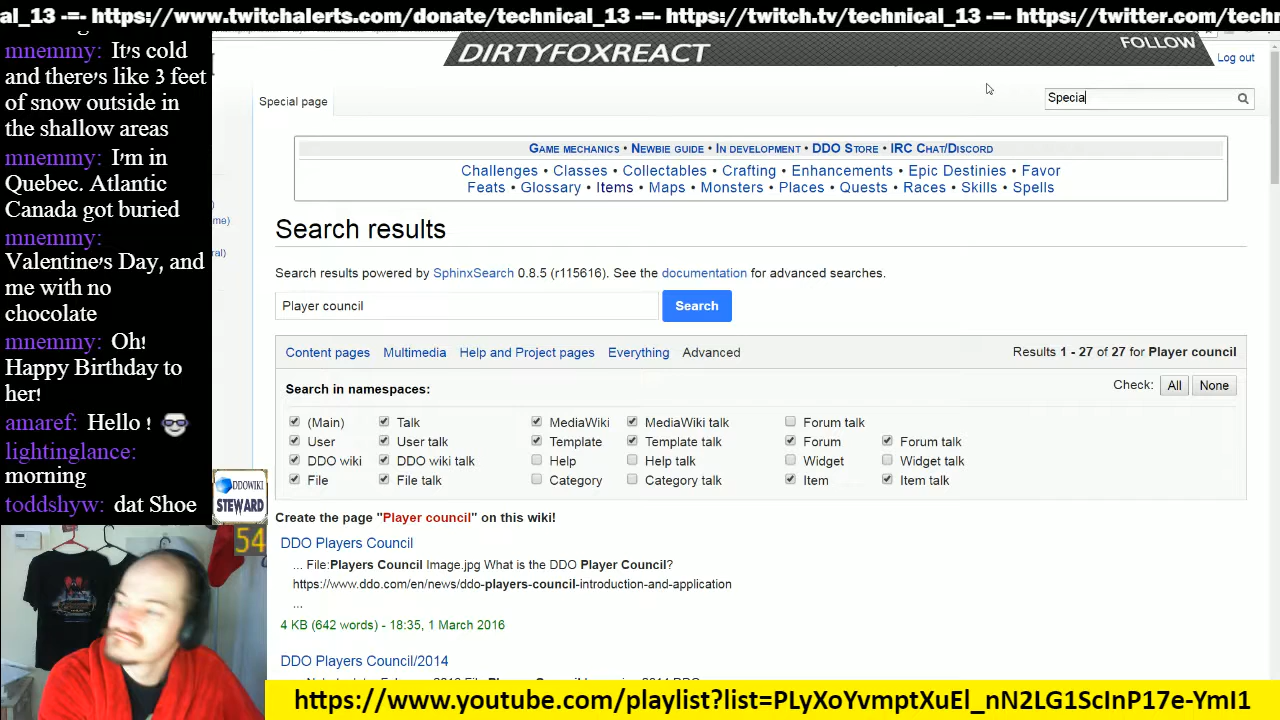 al_13 -=- https://www.twitchalerts.com/donate/technical_13 -=- https://twitch.tv/technical_13 -=- https://twitter.com/techn
mnemmy: It's cold
and there's like 3 feet
of snow outside in
the shallow areas
mnemmy: I'm in
Quebec. Atlantic
Canada got buried
mnemmy:
Valentine's Day, and
me with no
chocolate
mnemmy: Oh!
Happy Birthday to
her!
amaref: Hello !
lightinglance:
morning
toddshyw: dat Shoe
DIRTYFOXREACT
FOLLOW
Log out
Special page
Specia
Game mechanics • Newbie guide • In development • DDO Store • IRC Chat/Discord
Challenges • Classes • Collectables • Crafting • Enhancements • Epic Destinies • Favor
Feats • Glossary • Items • Maps • Monsters • Places • Quests • Races • Skills • Spells
me)
ral)
Search results
Search results powered by SphinxSearch 0.8.5 (r115616). See the documentation for advanced searches.
Player council
Search
Content pages Multimedia Help and Project pages Everything Advanced
Results 1 - 27 of 27 for Player council
Search in namespaces:
Check: All None
(Main) Talk MediaWiki MediaWiki talk Forum talk
User User talk Template Template talk Forum Forum talk
DDO wiki DDO wiki talk Help Help talk Widget Widget talk
File File talk Category Category talk Item Item talk
Create the page "Player council" on this wiki!
DDO Players Council
... File:Players Council Image.jpg What is the DDO Player Council?
https://www.ddo.com/en/news/ddo-players-council-introduction-and-application
...
4 KB (642 words) - 18:35, 1 March 2016
DDO Players Council/2014
DDOWIKI
STEWARD
54
https://www.youtube.com/playlist?list=PLyXoYvmptXuEl_nN2LG1ScInP17e-YmI1